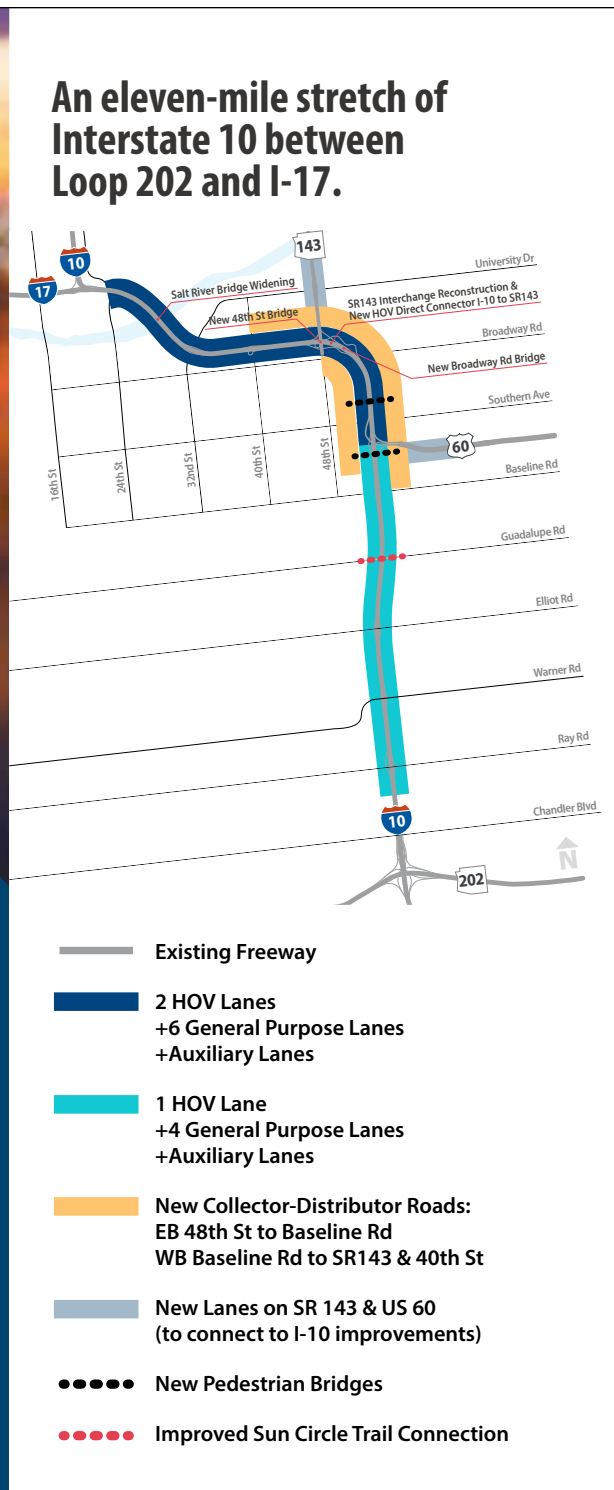 An eleven-mile stretch of
Interstate 10 between
Loop 202 and I-17.
143
10
17
University Dr
Salt River Bridge Widening
SR143 Interchange Reconstruction &
New HOV Direct Connector I-10 to SR143
New 48th St Bridge
Broadway Rd
New Broadway Rd Bridge
Southern Ave
60
16th St
24th St
32nd St
40th St
48th St
Baseline Rd
Guadalupe Rd
Elliot Rd
Warner Rd
Ray Rd
Chandler Blvd
10
N
202
Existing Freeway
2 HOV Lanes
+6 General Purpose Lanes
+Auxiliary Lanes
1 HOV Lane
+4 General Purpose Lanes
+Auxiliary Lanes
New Collector-Distributor Roads:
EB 48th St to Baseline Rd
WB Baseline Rd to SR143 & 40th St
New Lanes on SR 143 & US 60
(to connect to I-10 improvements)
New Pedestrian Bridges
Improved Sun Circle Trail Connection